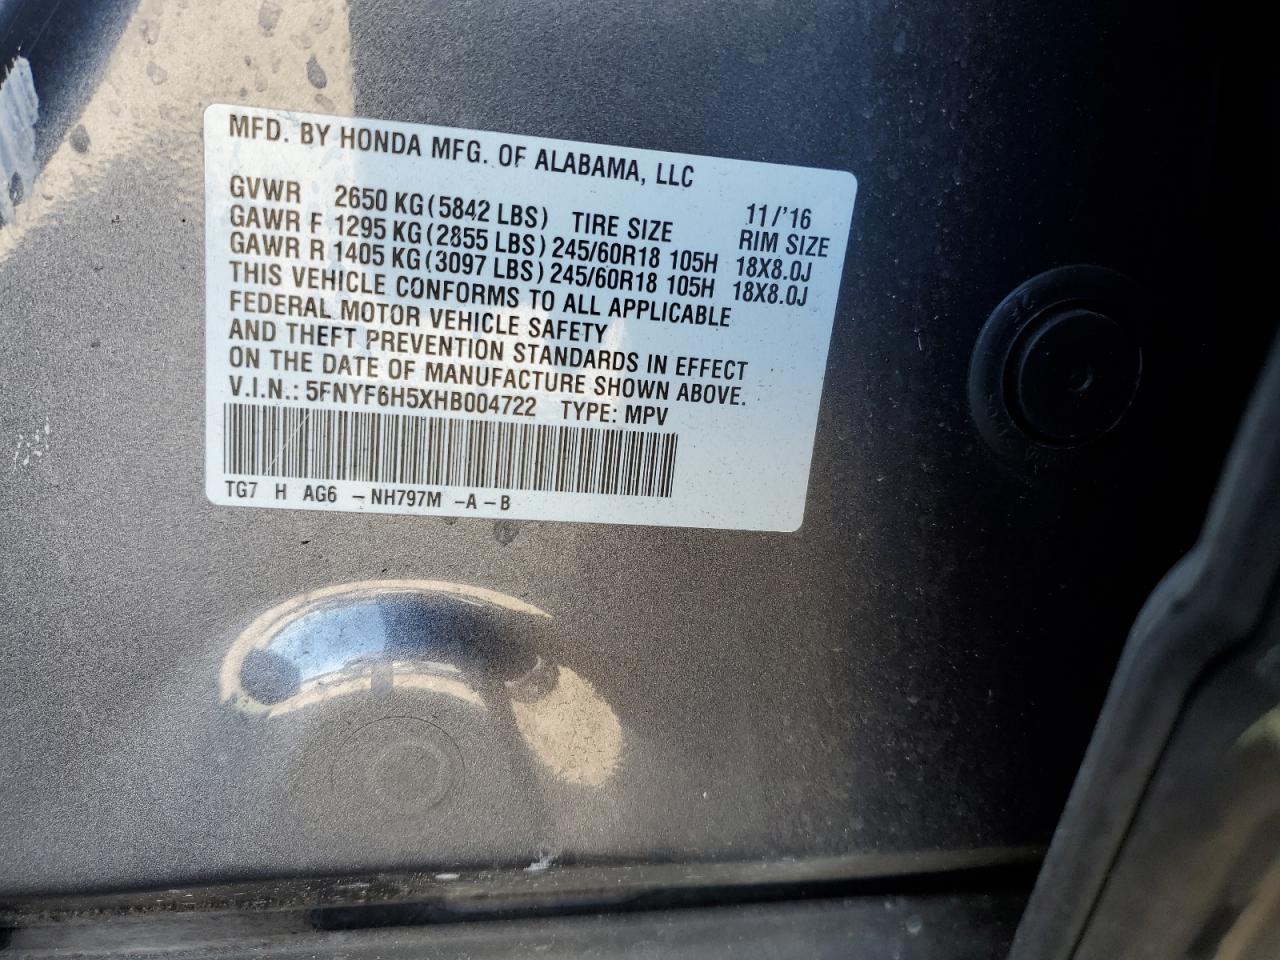 MFD. BY HONDA MFG. OF ALABAMA, LLC
GVWR 2650 KG(5842 LBS) TIRE SIZE 11/'16 RIM SIZE
GAWR F 1295 KG(2855 LBS) 245/60R18 105H 18X8.0J
GAWR R 1405 KG(3097 LBS) 245/60R18 105H 18X8.0J
THIS VEHICLE CONFORMS TO ALL APPLICABLE
FEDERAL MOTOR VEHICLE SAFETY
AND THEFT PREVENTION STANDARDS IN EFFECT
ON THE DATE OF MANUFACTURE SHOWN ABOVE.
V.I.N.: 5FNYF6H5XHB004722 TYPE: MPV
TG7 H AG6 -NH797M -A-B